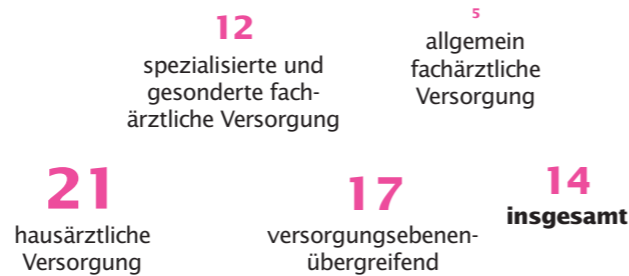 12
spezialisierte und
gesonderte fach-
ärztliche Versorgung
5
allgemein
fachärztliche
Versorgung
21
hausärztliche
Versorgung
17
versorgungsebenen-
übergreifend
14
insgesamt